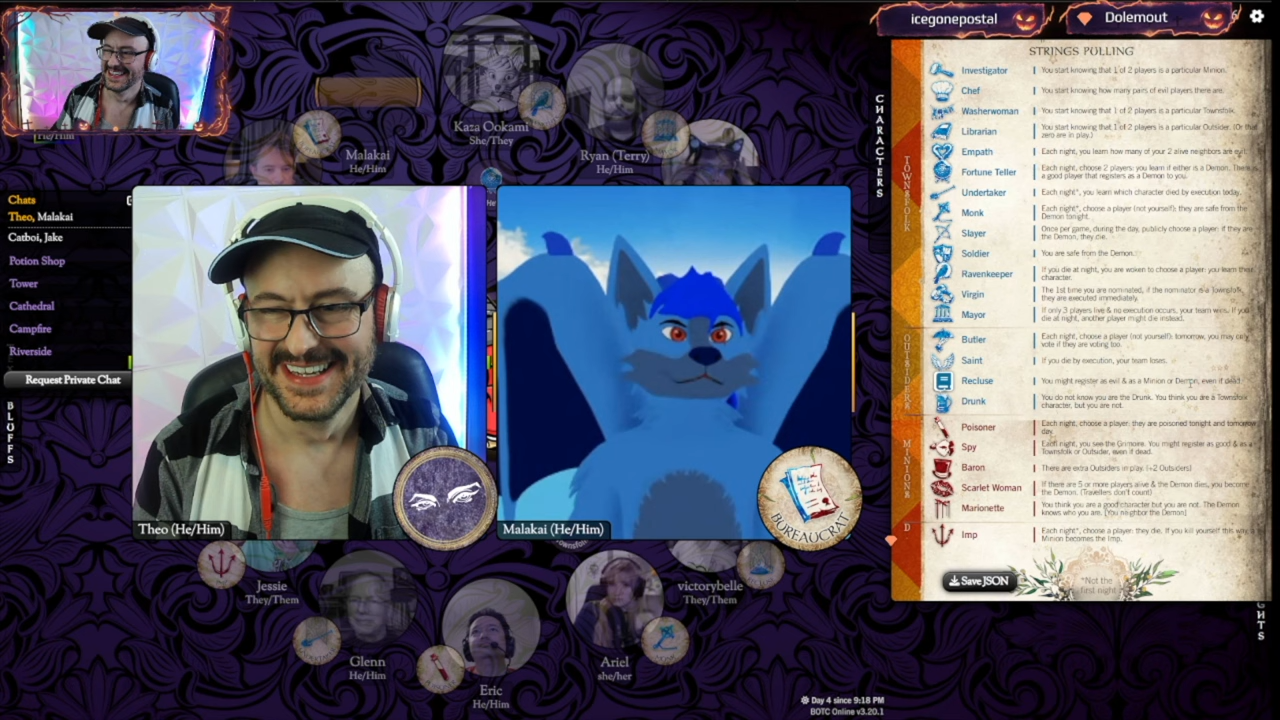 icegonepostal
Dolemout
He/Him
Malakai
He/Him
Kaza Ookami
She/They
Ryan (Terry)
He/Him
Chats
Theo, Malakai
Catboi, Jake
Potion Shop
Tower
Cathedral
Campfire
Riverside
Request Private Chat
BLUFFS
Theo (He/Him)
Malakai (He/Him)
BUREAUCRAT
Jessie
They/Them
Glenn
He/Him
Eric
He/Him
Ariel
she/her
victorybelle
They/Them
Day 4 since 9:18 PM
BOTC Online v3.20.1
CHARACTERS
STRINGS PULLING
TOWNSFOLK
Investigator You start knowing that 1 of 2 players is a particular Minion.
Chef You start knowing how many pairs of evil players there are.
Washerwoman You start knowing that 1 of 2 players is a particular Townsfolk.
Librarian You start knowing that 1 of 2 players is a particular Outsider. (Or that
zero are in play.)
Empath Each night, you learn how many of your 2 alive neighbors are evil.
Fortune Teller Each night, choose 2 players: you learn if either is a Demon. There is
a good player that registers as a Demon to you.
Undertaker Each night*, you learn which character died by execution today.
Monk Each night*, choose a player (not yourself): they are safe from the
Demon tonight.
Slayer Once per game, during the day, publicly choose a player: if they are
the Demon, they die.
Soldier You are safe from the Demon.
Ravenkeeper If you die at night, you are woken to choose a player: you learn their
character.
Virgin The 1st time you are nominated, if the nominator is a Townsfolk,
they are executed immediately.
Mayor If only 3 players live & no execution occurs, your team wins. If you
die at night, another player might die instead.
OUTSIDERS
Butler Each night, choose a player (not yourself): tomorrow, you may only
vote if they are voting too.
Saint If you die by execution, your team loses.
Recluse You might register as evil & as a Minion or Demon, even if dead.
Drunk You do not know you are the Drunk. You think you are a Townsfolk
character, but you are not.
MINIONS
Poisoner Each night, choose a player: they are poisoned tonight and tomorrow
day.
Spy Each night, you see the Grimoire. You might register as good & as a
Townsfolk or Outsider, even if dead.
Baron There are extra Outsiders in play. [+2 Outsiders]
Scarlet Woman If there are 5 or more players alive & the Demon dies, you become
the Demon. (Travellers don't count)
Marionette You think you are a good character but you are not. The Demon
knows who you are. [You neighbor the Demon]
D
Imp Each night*, choose a player: they die. If you kill yourself this way, a
Minion becomes the Imp.
Save JSON
*Not the
first night
GHTS